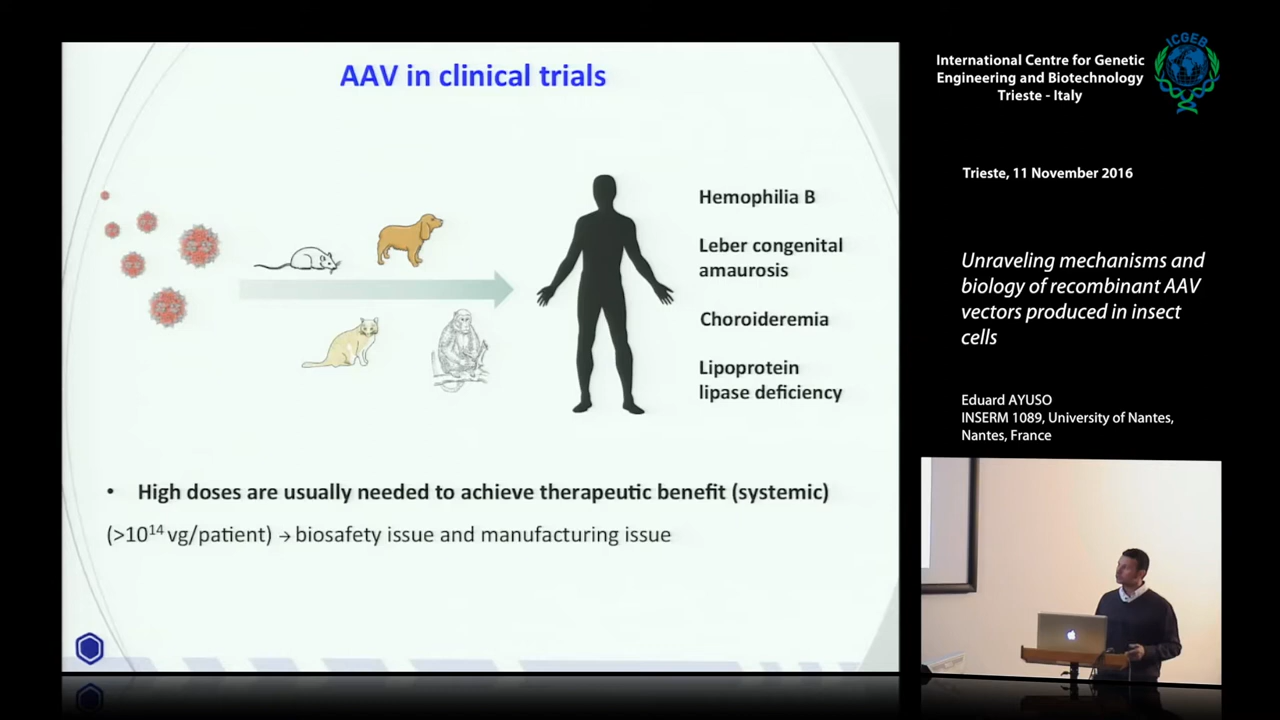 AAV in clinical trials
Hemophilia B
Leber congenital
amaurosis
Choroideremia
Lipoprotein
lipase deficiency
• High doses are usually needed to achieve therapeutic benefit (systemic)
(>10¹⁴ vg/patient) → biosafety issue and manufacturing issue
International Centre for Genetic
Engineering and Biotechnology
Trieste - Italy
ICGEB
Trieste, 11 November 2016
Unraveling mechanisms and
biology of recombinant AAV
vectors produced in insect
cells
Eduard AYUSO
INSERM 1089, University of Nantes,
Nantes, France